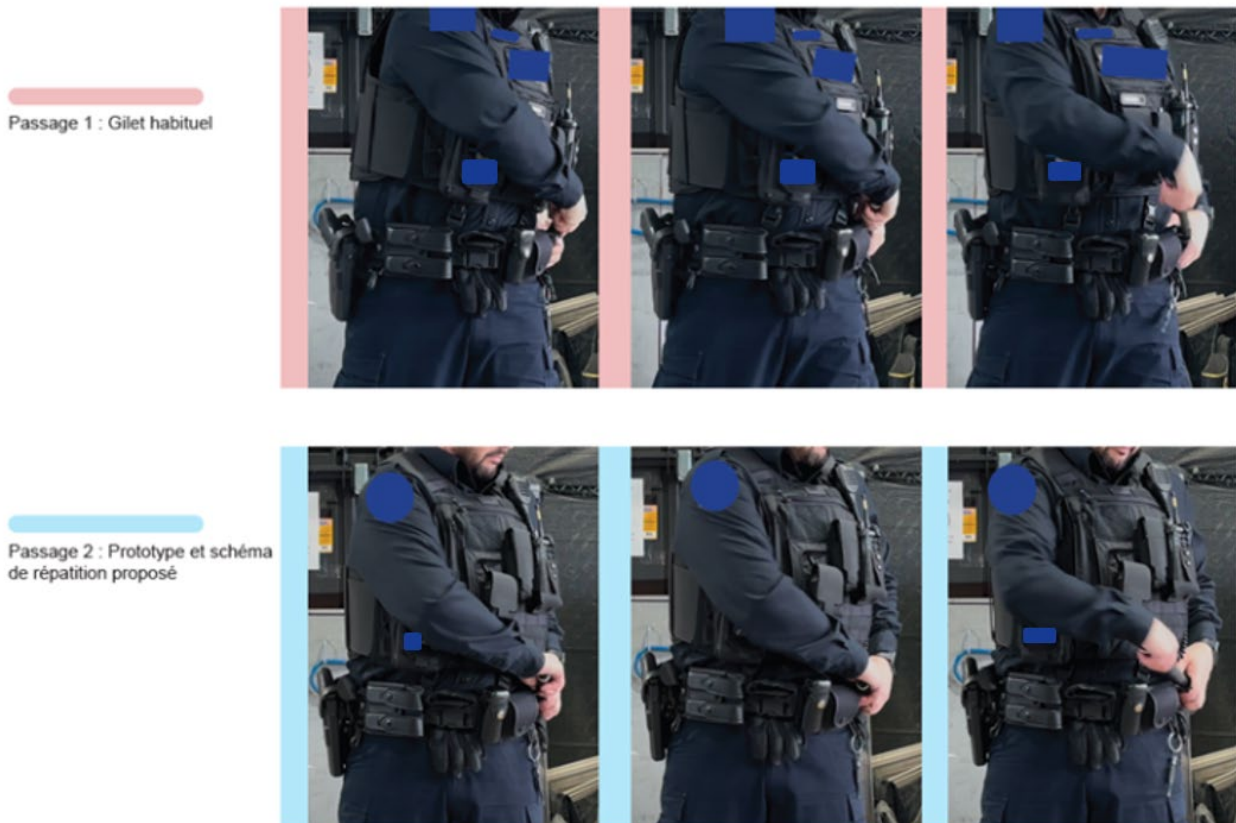 Passage 1 : Gilet habituel
Passage 2 : Prototype et schéma
de répatition proposé